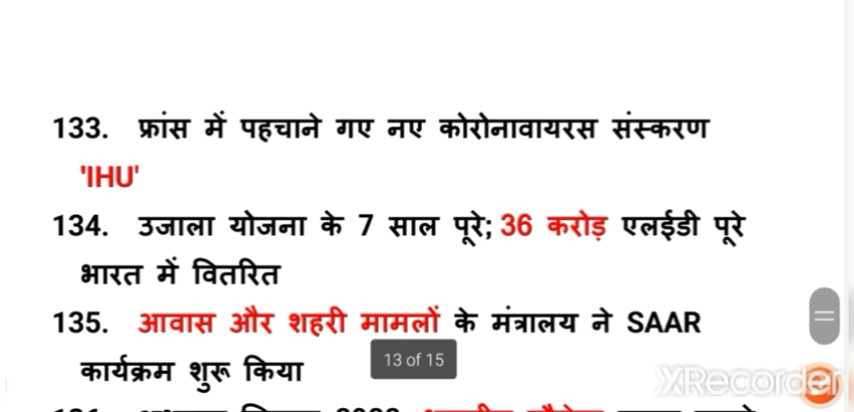 133. फ्रांस में पहचाने गए नए कोरोनावायरस संस्करण
'IHU'
134. उजाला योजना के 7 साल पूरे; 36 करोड़ एलईडी पूरे
भारत में वितरित
135. आवास और शहरी मामलों के मंत्रालय ने SAAR
कार्यक्रम शुरू किया
13 of 15
XRecorder